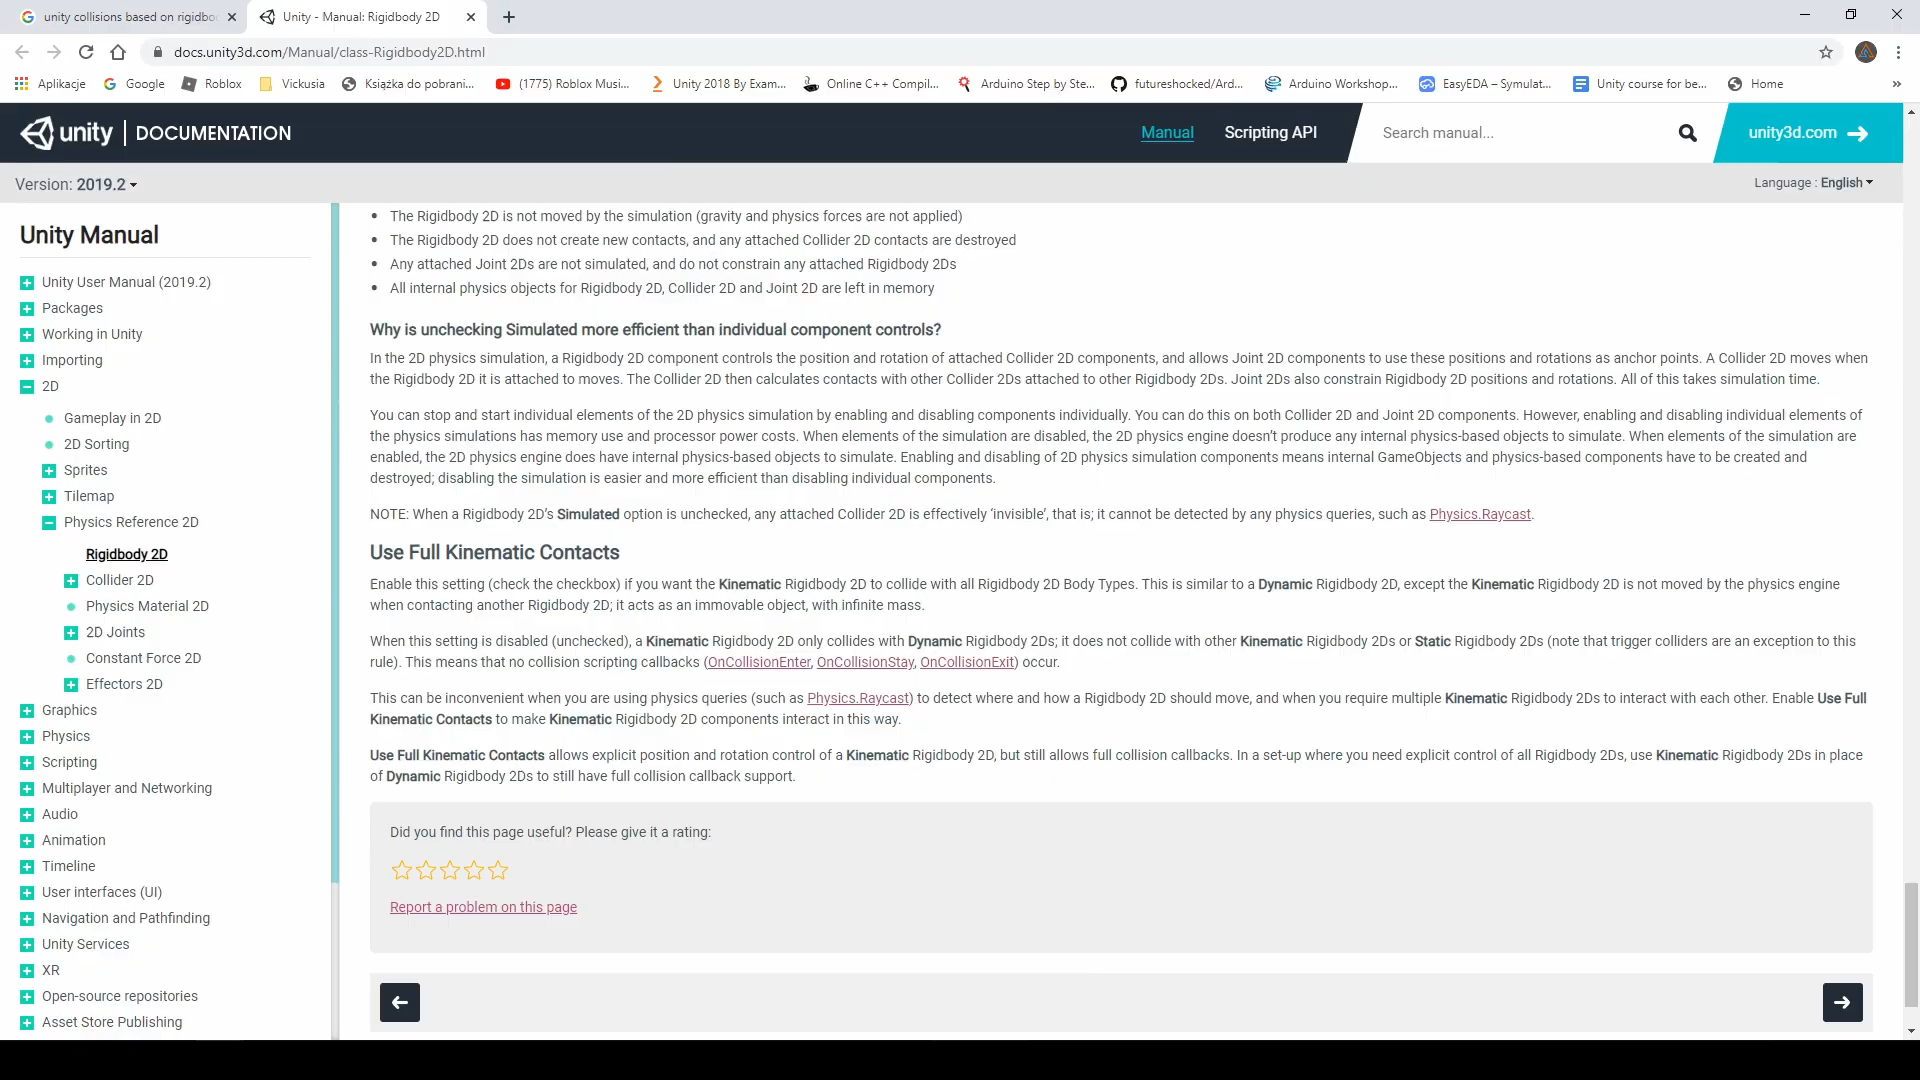 unity collisions based on rigidbo
Unity - Manual: Rigidbody 2D
docs.unity3d.com/Manual/class-Rigidbody2D.html
Aplikacje
Google
Roblox
Vickusia
Książka do pobrani...
(1775) Roblox Musi...
Unity 2018 By Exam...
Online C++ Compil...
Arduino Step by Ste...
futureshocked/Ard...
Arduino Workshop...
EasyEDA – Symulat...
Unity course for be...
Home
»
unity | DOCUMENTATION
Manual
Scripting API
Search manual...
unity3d.com
Version: 2019.2
Language : English
Unity Manual
Unity User Manual (2019.2)
Packages
Working in Unity
Importing
2D
Gameplay in 2D
2D Sorting
Sprites
Tilemap
Physics Reference 2D
Rigidbody 2D
Collider 2D
Physics Material 2D
2D Joints
Constant Force 2D
Effectors 2D
Graphics
Physics
Scripting
Multiplayer and Networking
Audio
Animation
Timeline
User interfaces (UI)
Navigation and Pathfinding
Unity Services
XR
Open-source repositories
Asset Store Publishing
The Rigidbody 2D is not moved by the simulation (gravity and physics forces are not applied)
The Rigidbody 2D does not create new contacts, and any attached Collider 2D contacts are destroyed
Any attached Joint 2Ds are not simulated, and do not constrain any attached Rigidbody 2Ds
All internal physics objects for Rigidbody 2D, Collider 2D and Joint 2D are left in memory
Why is unchecking Simulated more efficient than individual component controls?
In the 2D physics simulation, a Rigidbody 2D component controls the position and rotation of attached Collider 2D components, and allows Joint 2D components to use these positions and rotations as anchor points. A Collider 2D moves when
the Rigidbody 2D it is attached to moves. The Collider 2D then calculates contacts with other Collider 2Ds attached to other Rigidbody 2Ds. Joint 2Ds also constrain Rigidbody 2D positions and rotations. All of this takes simulation time.
You can stop and start individual elements of the 2D physics simulation by enabling and disabling components individually. You can do this on both Collider 2D and Joint 2D components. However, enabling and disabling individual elements of
the physics simulations has memory use and processor power costs. When elements of the simulation are disabled, the 2D physics engine doesn’t produce any internal physics-based objects to simulate. When elements of the simulation are
enabled, the 2D physics engine does have internal physics-based objects to simulate. Enabling and disabling of 2D physics simulation components means internal GameObjects and physics-based components have to be created and
destroyed; disabling the simulation is easier and more efficient than disabling individual components.
NOTE: When a Rigidbody 2D’s Simulated option is unchecked, any attached Collider 2D is effectively ‘invisible’, that is; it cannot be detected by any physics queries, such as Physics.Raycast.
Use Full Kinematic Contacts
Enable this setting (check the checkbox) if you want the Kinematic Rigidbody 2D to collide with all Rigidbody 2D Body Types. This is similar to a Dynamic Rigidbody 2D, except the Kinematic Rigidbody 2D is not moved by the physics engine
when contacting another Rigidbody 2D; it acts as an immovable object, with infinite mass.
When this setting is disabled (unchecked), a Kinematic Rigidbody 2D only collides with Dynamic Rigidbody 2Ds; it does not collide with other Kinematic Rigidbody 2Ds or Static Rigidbody 2Ds (note that trigger colliders are an exception to this
rule). This means that no collision scripting callbacks (OnCollisionEnter, OnCollisionStay, OnCollisionExit) occur.
This can be inconvenient when you are using physics queries (such as Physics.Raycast) to detect where and how a Rigidbody 2D should move, and when you require multiple Kinematic Rigidbody 2Ds to interact with each other. Enable Use Full
Kinematic Contacts to make Kinematic Rigidbody 2D components interact in this way.
Use Full Kinematic Contacts allows explicit position and rotation control of a Kinematic Rigidbody 2D, but still allows full collision callbacks. In a set-up where you need explicit control of all Rigidbody 2Ds, use Kinematic Rigidbody 2Ds in place
of Dynamic Rigidbody 2Ds to still have full collision callback support.
Did you find this page useful? Please give it a rating:
Report a problem on this page